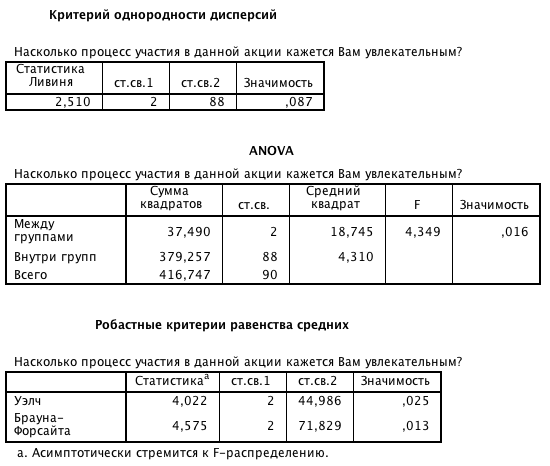 Критерий однородности дисперсий
Насколько процесс участия в данной акции кажется Вам увлекательным?
Статистика Ливиня ст.св.1 ст.св.2 Значимость
2,510 2 88 ,087
ANOVA
Насколько процесс участия в данной акции кажется Вам увлекательным?
Сумма квадратов ст.св. Средний квадрат F Значимость
Между группами 37,490 2 18,745 4,349 ,016
Внутри групп 379,257 88 4,310
Всего 416,747 90
Робастные критерии равенства средних
Насколько процесс участия в данной акции кажется Вам увлекательным?
Статистикаa ст.св.1 ст.св.2 Значимость
Уэлч 4,022 2 44,986 ,025
Брауна-Форсайта 4,575 2 71,829 ,013
a. Асимптотически стремится к F-распределению.